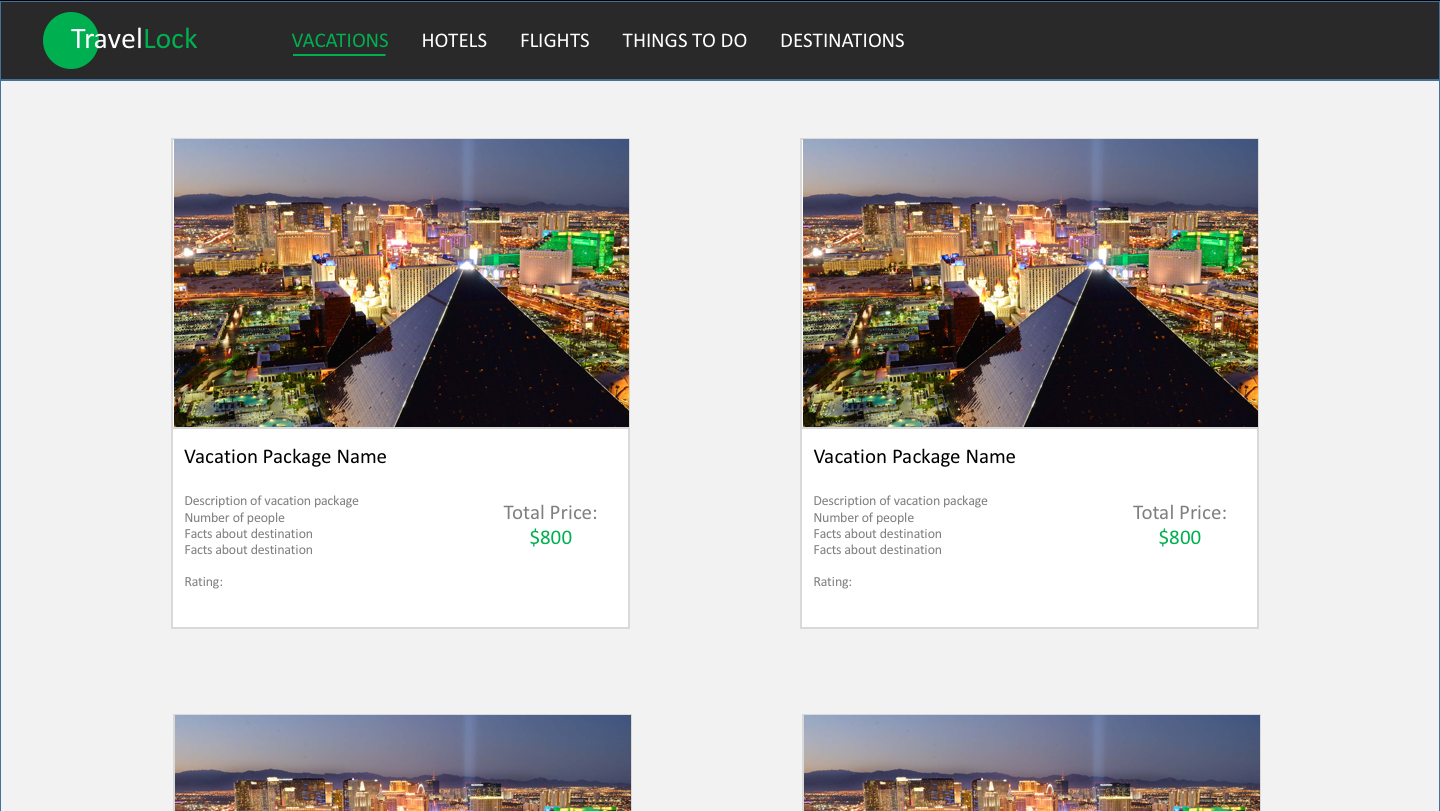 TravelLock
VACATIONS HOTELS FLIGHTS THINGS TO DO DESTINATIONS
Vacation Package Name
Description of vacation package
Number of people
Facts about destination
Facts about destination
Rating:
Total Price:
$800
Vacation Package Name
Description of vacation package
Number of people
Facts about destination
Facts about destination
Rating:
Total Price:
$800